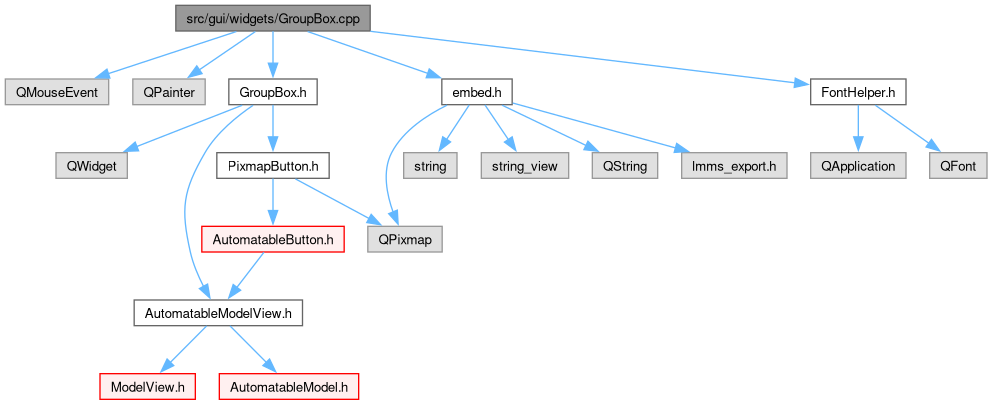 src/gui/widgets/GroupBox.cpp
QMouseEvent
QPainter
GroupBox.h
embed.h
FontHelper.h
QWidget
PixmapButton.h
string
string_view
QString
lmms_export.h
QApplication
QFont
AutomatableButton.h
QPixmap
AutomatableModelView.h
ModelView.h
AutomatableModel.h